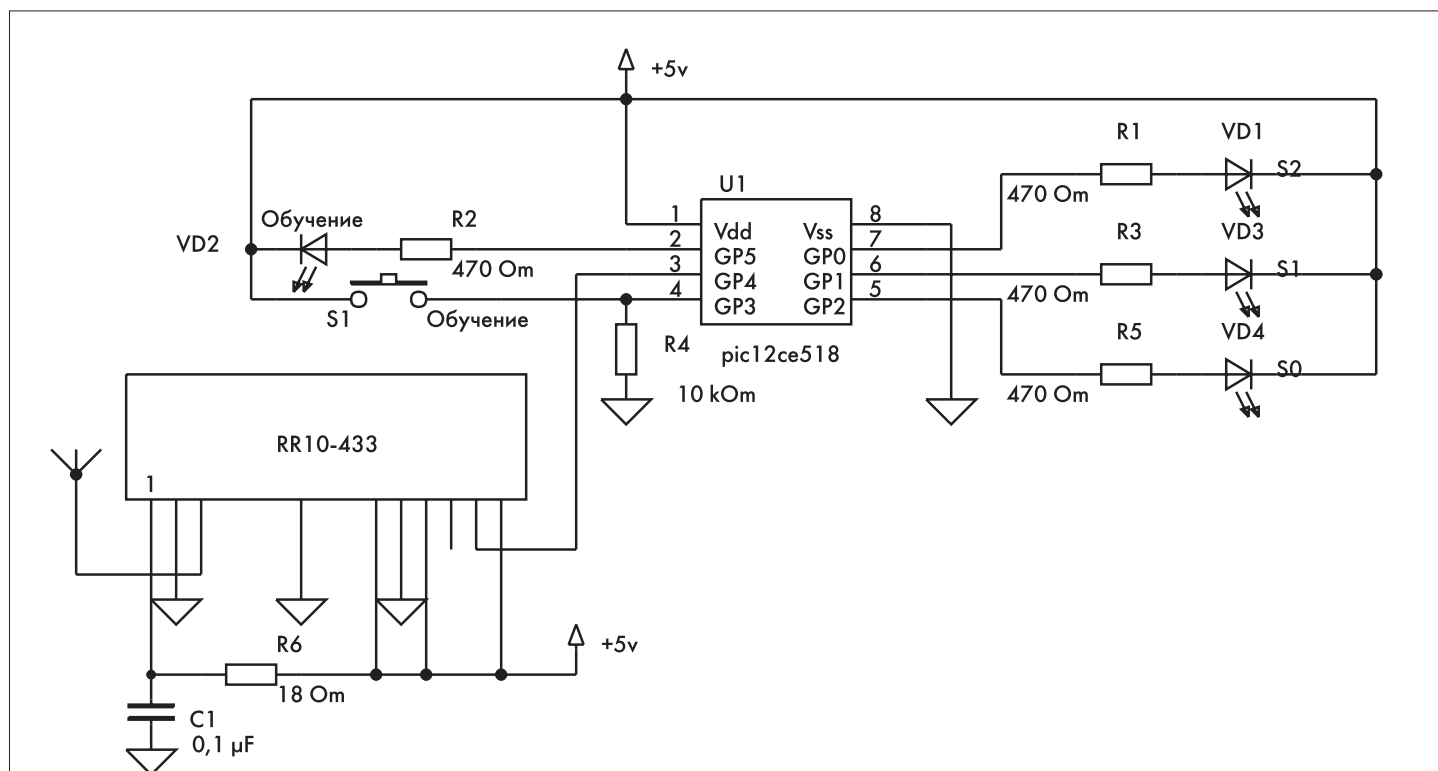 +5v
R1
VD1
U1
S2
470 Om
Обучение
R2
1
8
VD2
Vdd
Vss
R3
VD3
2
7
GP5
GP0
470 Om
3
6
S1
GP4
GP1
470 Om
4
5
S1
Обучение
GP3
GP2
R4
pic12ce518
R5
VD4
S0
10 kOm
470 Om
RR10-433
1
R6
+5v
18 Om
C1
0,1 µF